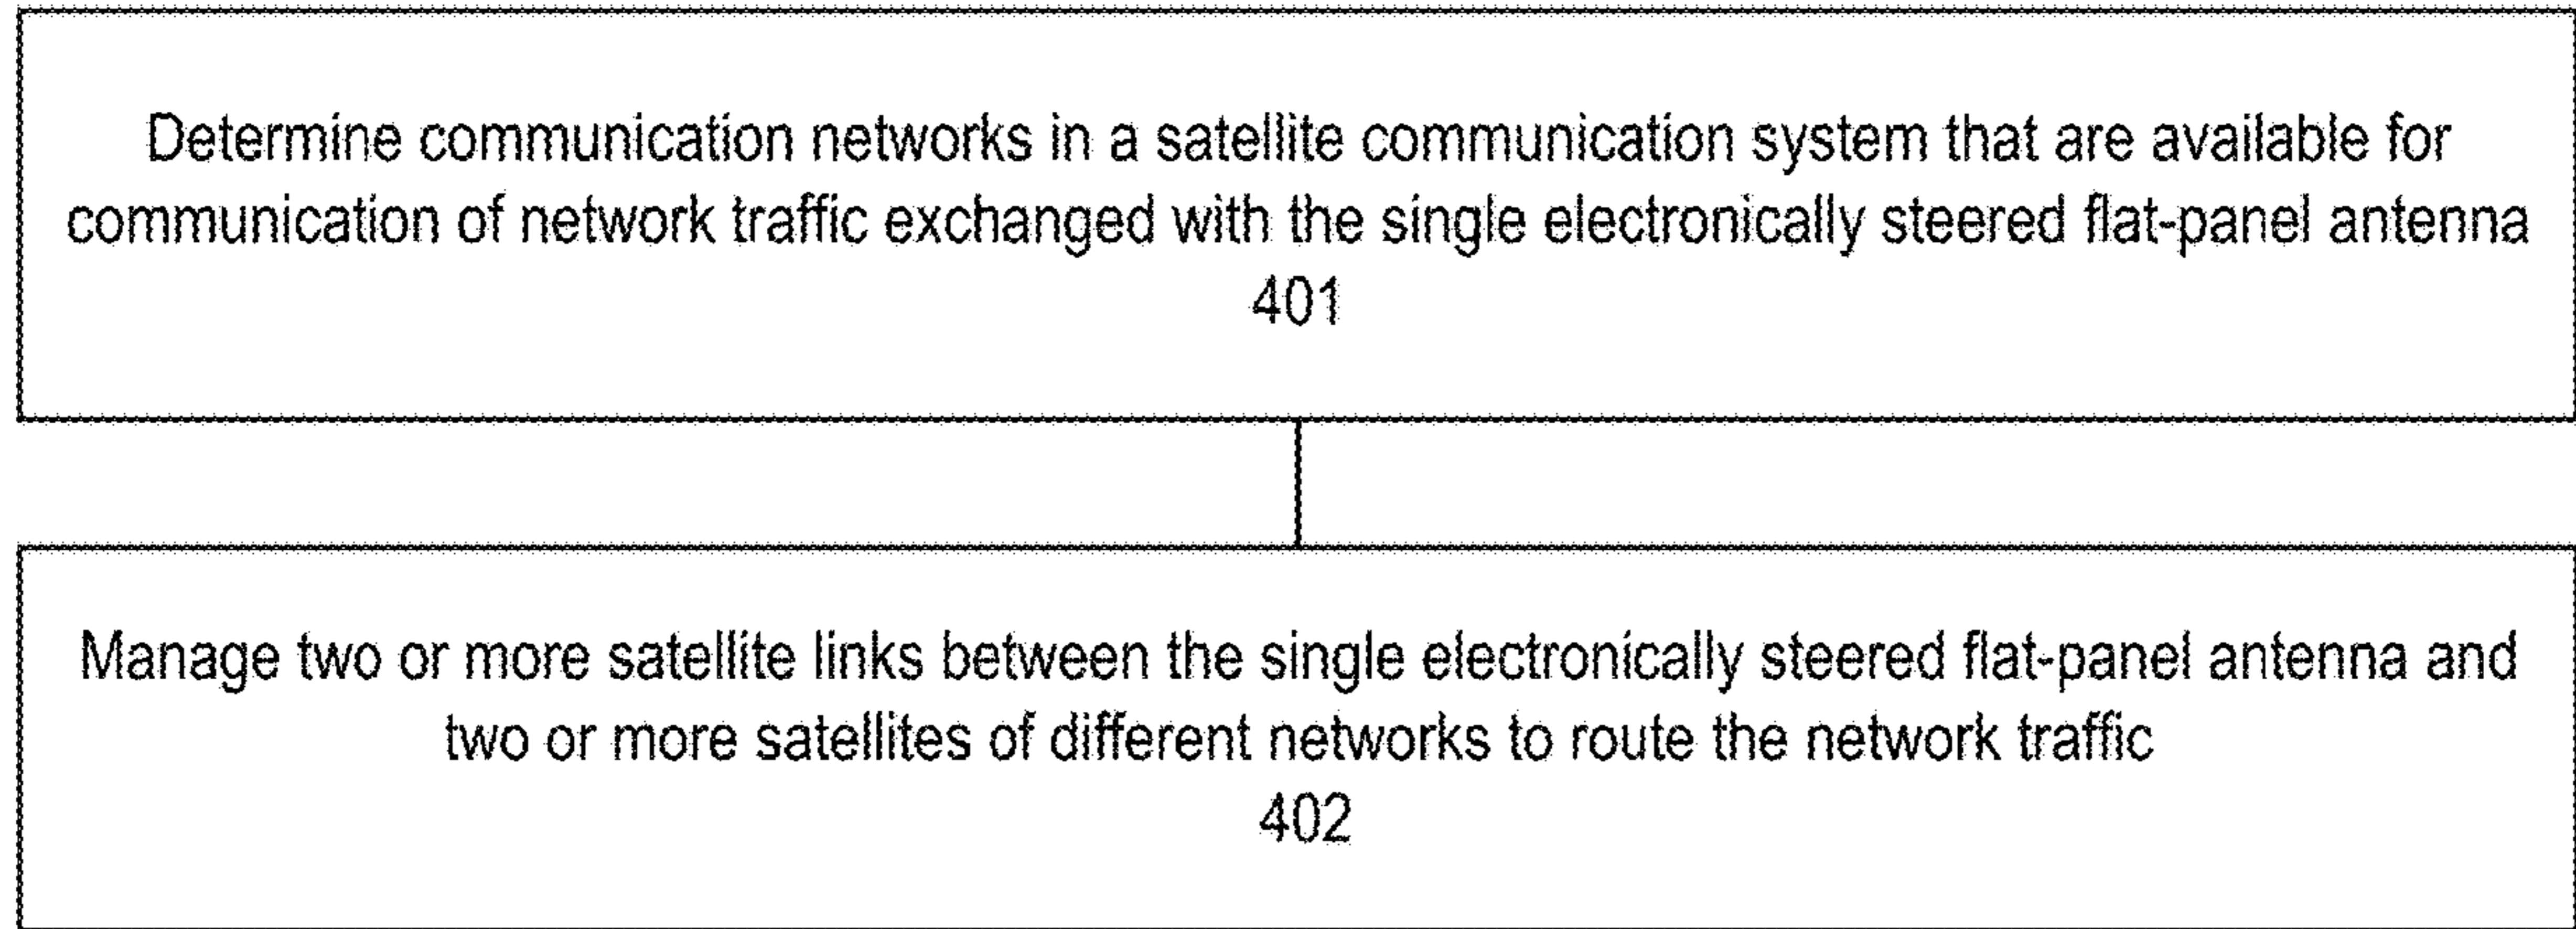 Determine communication networks in a satellite communication system that are available for
communication of network traffic exchanged with the single electronically steered flat-panel antenna
401
Manage two or more satellite links between the single electronically steered flat-panel antenna and
two or more satellites of different networks to route the network traffic
402